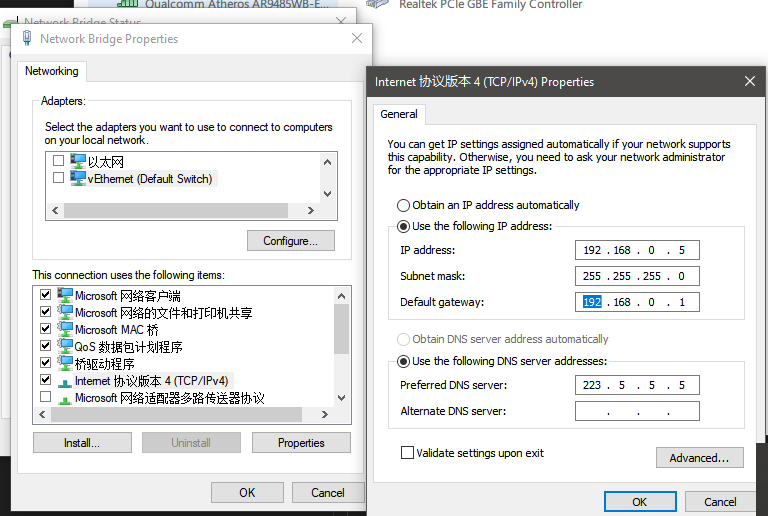 Qualcomm Atheros AR9485WB-E...
Realtek PCIe GBE Family Controller
Network Bridge Status
Network Bridge Properties
Networking
Adapters:
Select the adapters you want to use to connect to computers
on your local network.
以太网
vEthernet (Default Switch)
Configure...
This connection uses the following items:
Microsoft 网络客户端
Microsoft 网络的文件和打印机共享
Microsoft MAC 桥
QoS 数据包计划程序
桥驱动程序
Internet 协议版本 4 (TCP/IPv4)
Microsoft 网络适配器多路传送器协议
Install...
Uninstall
Properties
OK
Cancel
Internet 协议版本 4 (TCP/IPv4) Properties
General
You can get IP settings assigned automatically if your network supports
this capability. Otherwise, you need to ask your network administrator
for the appropriate IP settings.
Obtain an IP address automatically
Use the following IP address:
IP address:
192 . 168 . 0 . 5
Subnet mask:
255 . 255 . 255 . 0
Default gateway:
192 . 168 . 0 . 1
Obtain DNS server address automatically
Use the following DNS server addresses:
Preferred DNS server:
223 . 5 . 5 . 5
Alternate DNS server:
. . .
Validate settings upon exit
Advanced...
OK
Cancel